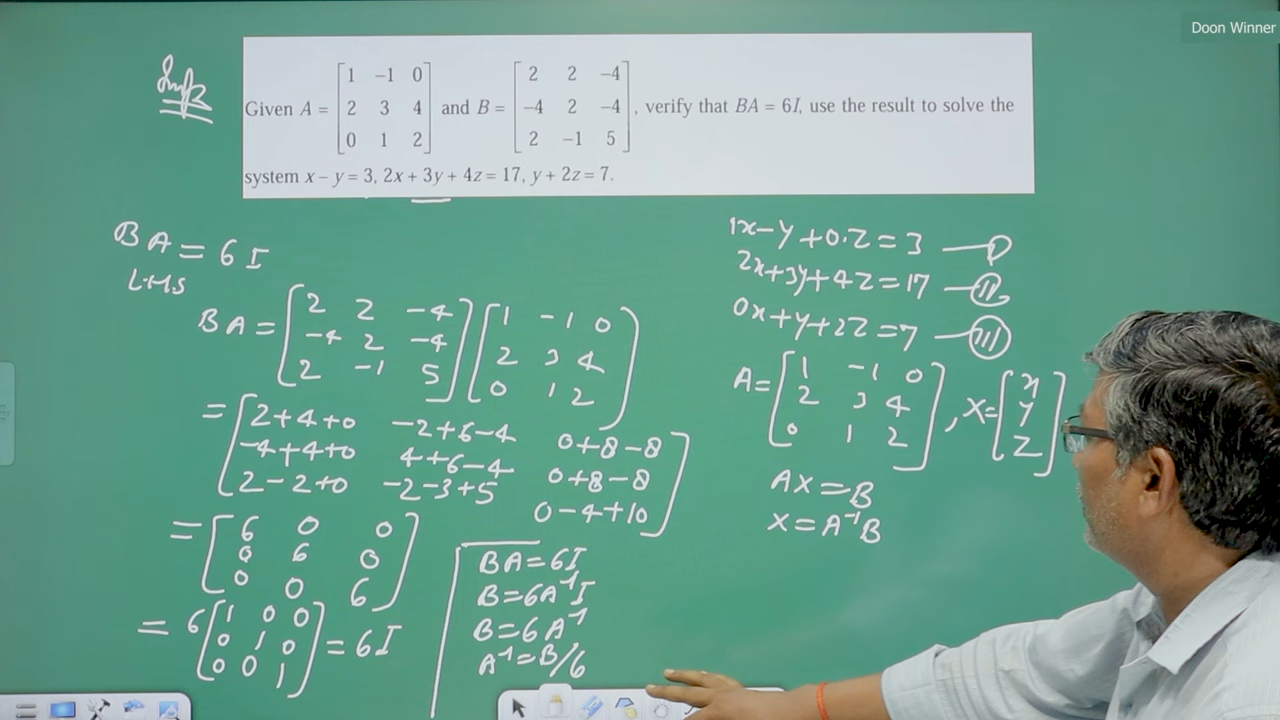 Doon Winner
Given A = [1 -1 0; 2 3 4; 0 1 2] and B = [2 2 -4; -4 2 -4; 2 -1 5], verify that BA = 6I, use the result to solve the
system x – y = 3, 2x + 3y + 4z = 17, y + 2z = 7.
BA = 6I
LHS
BA = [2 2 -4; -4 2 -4; 2 -1 5] [1 -1 0; 2 3 4; 0 1 2]
= [2+4+0 -2+6-4 0+8-8; -4+4+0 4+6-4 0+8-8; 2-2+0 -2-3+5 0-4+10]
= [6 0 0; 0 6 0; 0 0 6]
= 6 [1 0 0; 0 1 0; 0 0 1] = 6I
BA = 6I
B = 6A⁻¹I
B = 6A⁻¹
A⁻¹ = B/6
1x - y + 0.z = 3 — I
2x + 3y + 4z = 17 — II
0x + y + 2z = 7 — III
A = [1 -1 0; 2 3 4; 0 1 2], X = [x; y; z]
AX = B
X = A⁻¹B